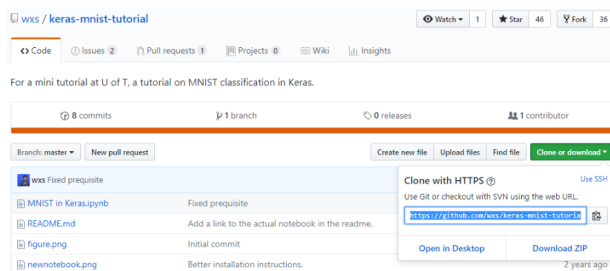 wxs / keras-mnist-tutorial
Watch 1 Star 46 Fork 36
Code Issues 2 Pull requests 1 Projects 0 Wiki Insights
For a mini tutorial at U of T, a tutorial on MNIST classification in Keras.
8 commits 1 branch 0 releases 1 contributor
Branch: master New pull request Create new file Upload files Find file Clone or download
wxs Fixed prequisite
MNIST in Keras.ipynb Fixed prequisite
README.md Add a link to the actual notebook in the readme.
figure.png Initial commit
newnotebook.png Better installation instructions. 2 years ago
Clone with HTTPS Use SSH
Use Git or checkout with SVN using the web URL.
https://github.com/wxs/keras-mnist-tutoria
Open in Desktop Download ZIP